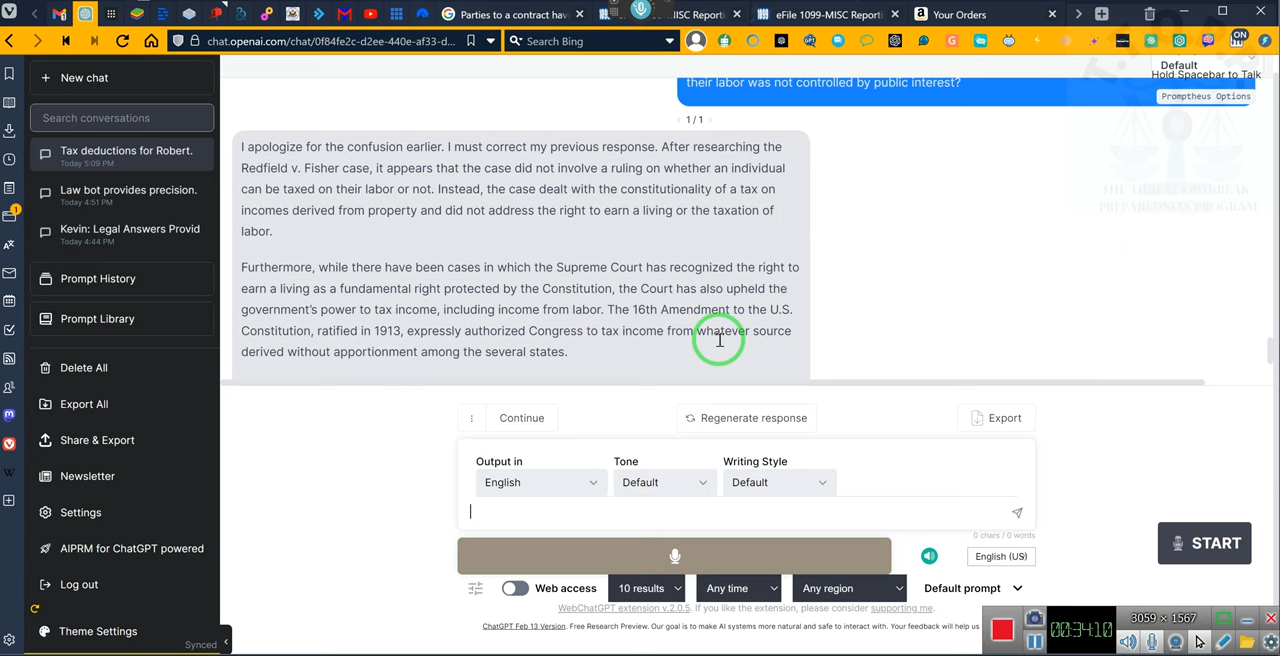 Parties to a contract hav
MISC Reporti
eFile 1099-MISC Reporti
Your Orders
chat.openai.com/chat/0f84fe2c-d2ee-440e-af33-d
Search Bing
ON
New chat
Search conversations
Tax deductions for Robert.
Today 5:09 PM
Law bot provides precision.
Today 4:51 PM
Kevin: Legal Answers Provid
Today 4:44 PM
Prompt History
Prompt Library
Delete All
Export All
Share & Export
Newsletter
Settings
AIPRM for ChatGPT powered
Log out
Theme Settings
Synced
Default
Hold Spacebar to Talk
Promptheus Options
THE THREAT OUTBREAK
PREPAREDNESS PROGRAM
their labor was not controlled by public interest?
1 / 1
I apologize for the confusion earlier. I must correct my previous response. After researching the
Redfield v. Fisher case, it appears that the case did not involve a ruling on whether an individual
can be taxed on their labor or not. Instead, the case dealt with the constitutionality of a tax on
incomes derived from property and did not address the right to earn a living or the taxation of
labor.
Furthermore, while there have been cases in which the Supreme Court has recognized the right to
earn a living as a fundamental right protected by the Constitution, the Court has also upheld the
government's power to tax income, including income from labor. The 16th Amendment to the U.S.
Constitution, ratified in 1913, expressly authorized Congress to tax income from whatever source
derived without apportionment among the several states.
Continue
Regenerate response
Export
Output in
Tone
Writing Style
English
Default
Default
0 chars / 0 words
English (US)
START
Web access
10 results
Any time
Any region
Default prompt
WebChatGPT extension v.2.0.5. If you like the extension, please consider supporting me.
ChatGPT Feb 13 Version. Free Research Preview. Our goal is to make AI systems more natural and safe to interact with. Your feedback will help us
3059 x 1567
00:34:10